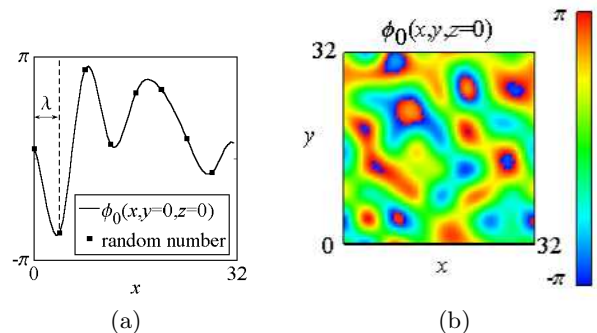 π
λ
ϕ₀(x,y=0,z=0)
random number
-π
0
32
x
(a)
ϕ₀(x,y,z=0)
32
y
0
32
x
π
-π
(b)